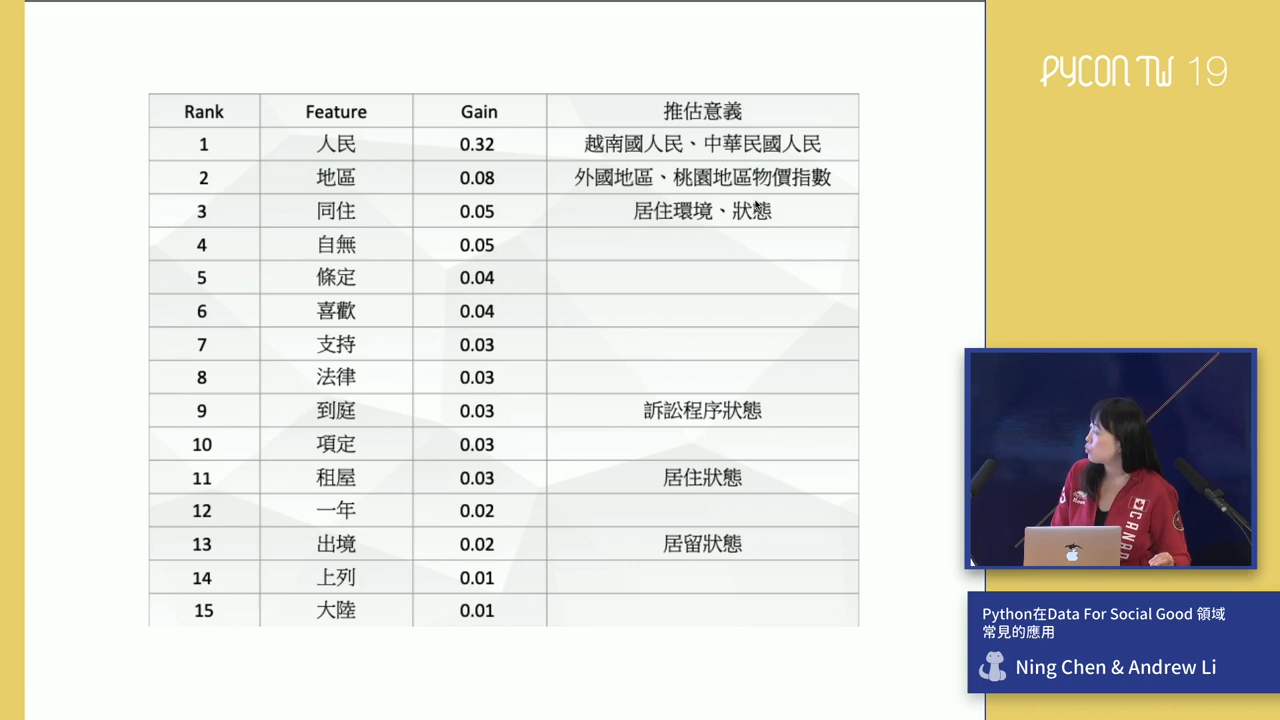 PYCON TW 19
Rank Feature Gain 推估意義
1 人民 0.32 越南國人民、中華民國人民
2 地區 0.08 外國地區、桃園地區物價指數
3 同住 0.05 居住環境、狀態
4 自無 0.05
5 條定 0.04
6 喜歡 0.04
7 支持 0.03
8 法律 0.03
9 到庭 0.03 訴訟程序狀態
10 項定 0.03
11 租屋 0.03 居住狀態
12 一年 0.02
13 出境 0.02 居留狀態
14 上列 0.01
15 大陸 0.01
CANAD
Python在Data For Social Good 領域
常見的應用
Ning Chen & Andrew Li